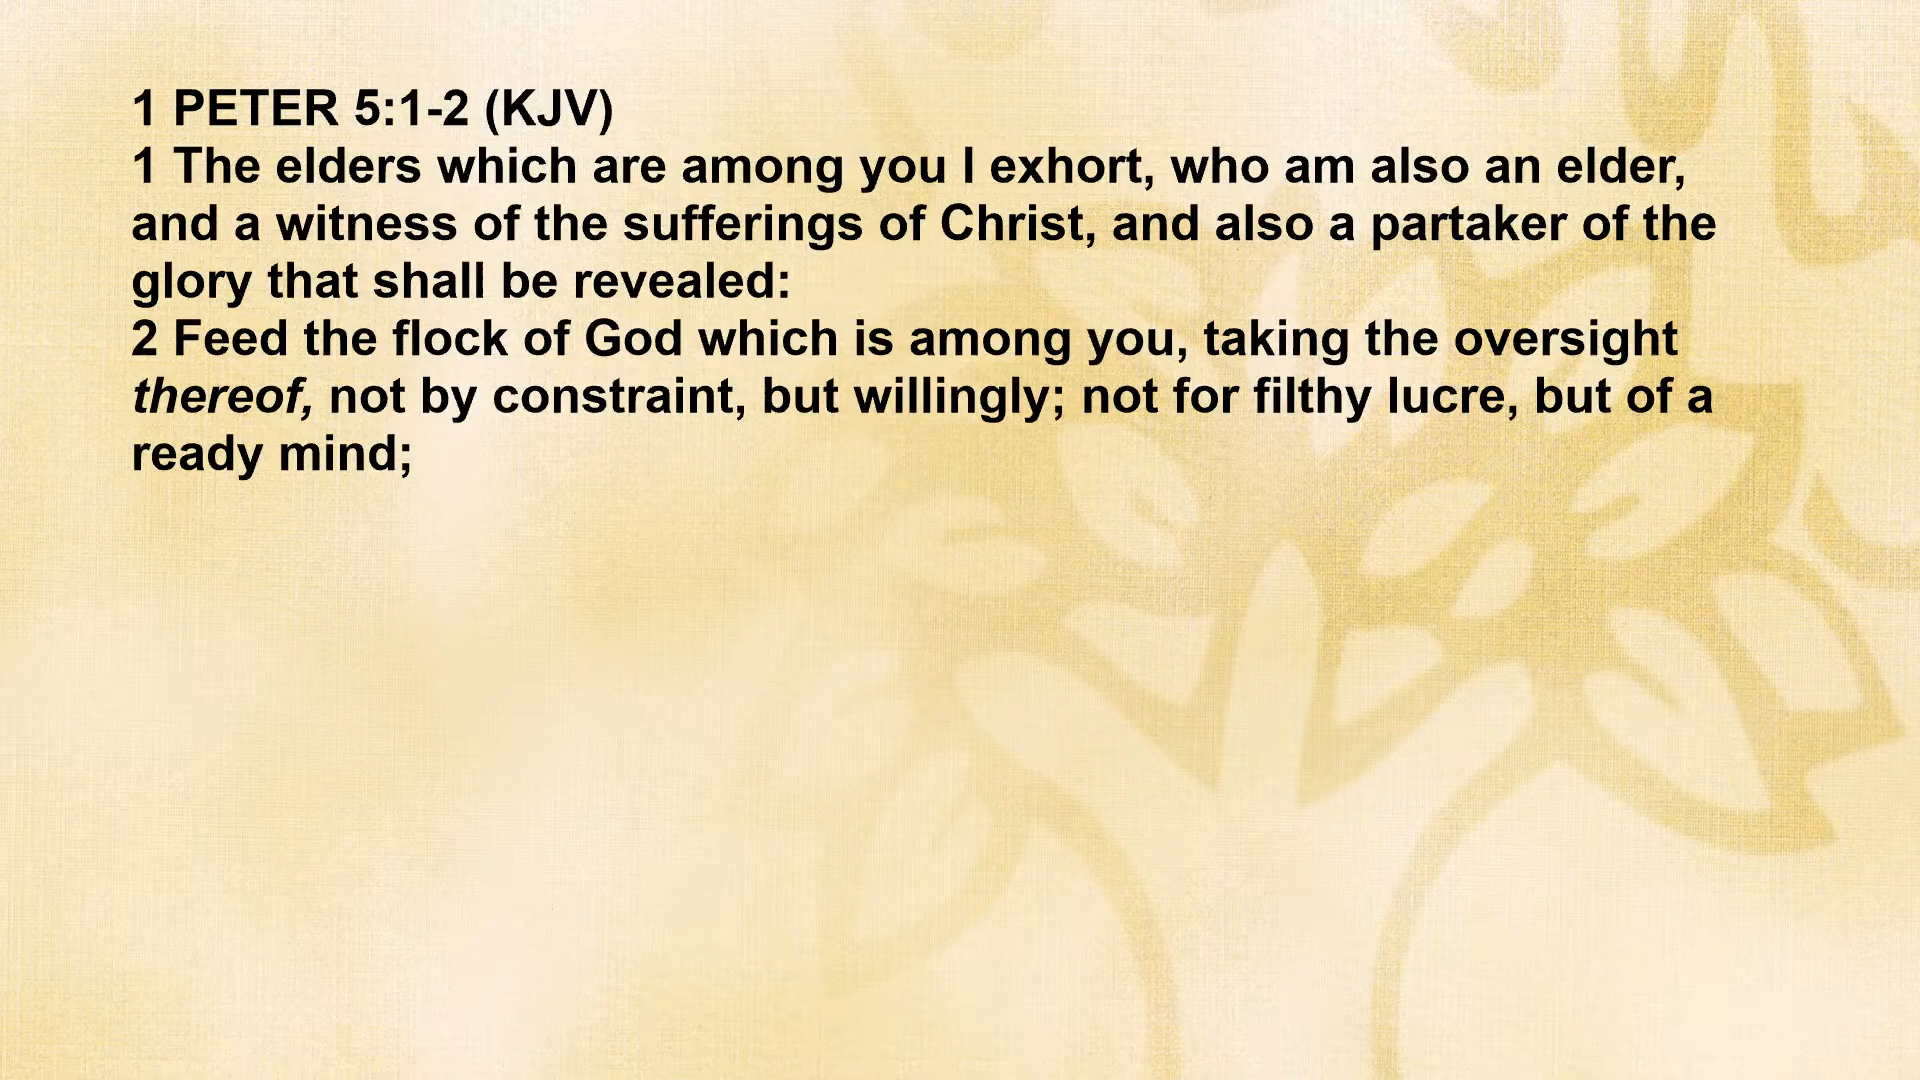 1 PETER 5:1-2 (KJV)
1 The elders which are among you I exhort, who am also an elder,
and a witness of the sufferings of Christ, and also a partaker of the
glory that shall be revealed:
2 Feed the flock of God which is among you, taking the oversight
thereof, not by constraint, but willingly; not for filthy lucre, but of a
ready mind;